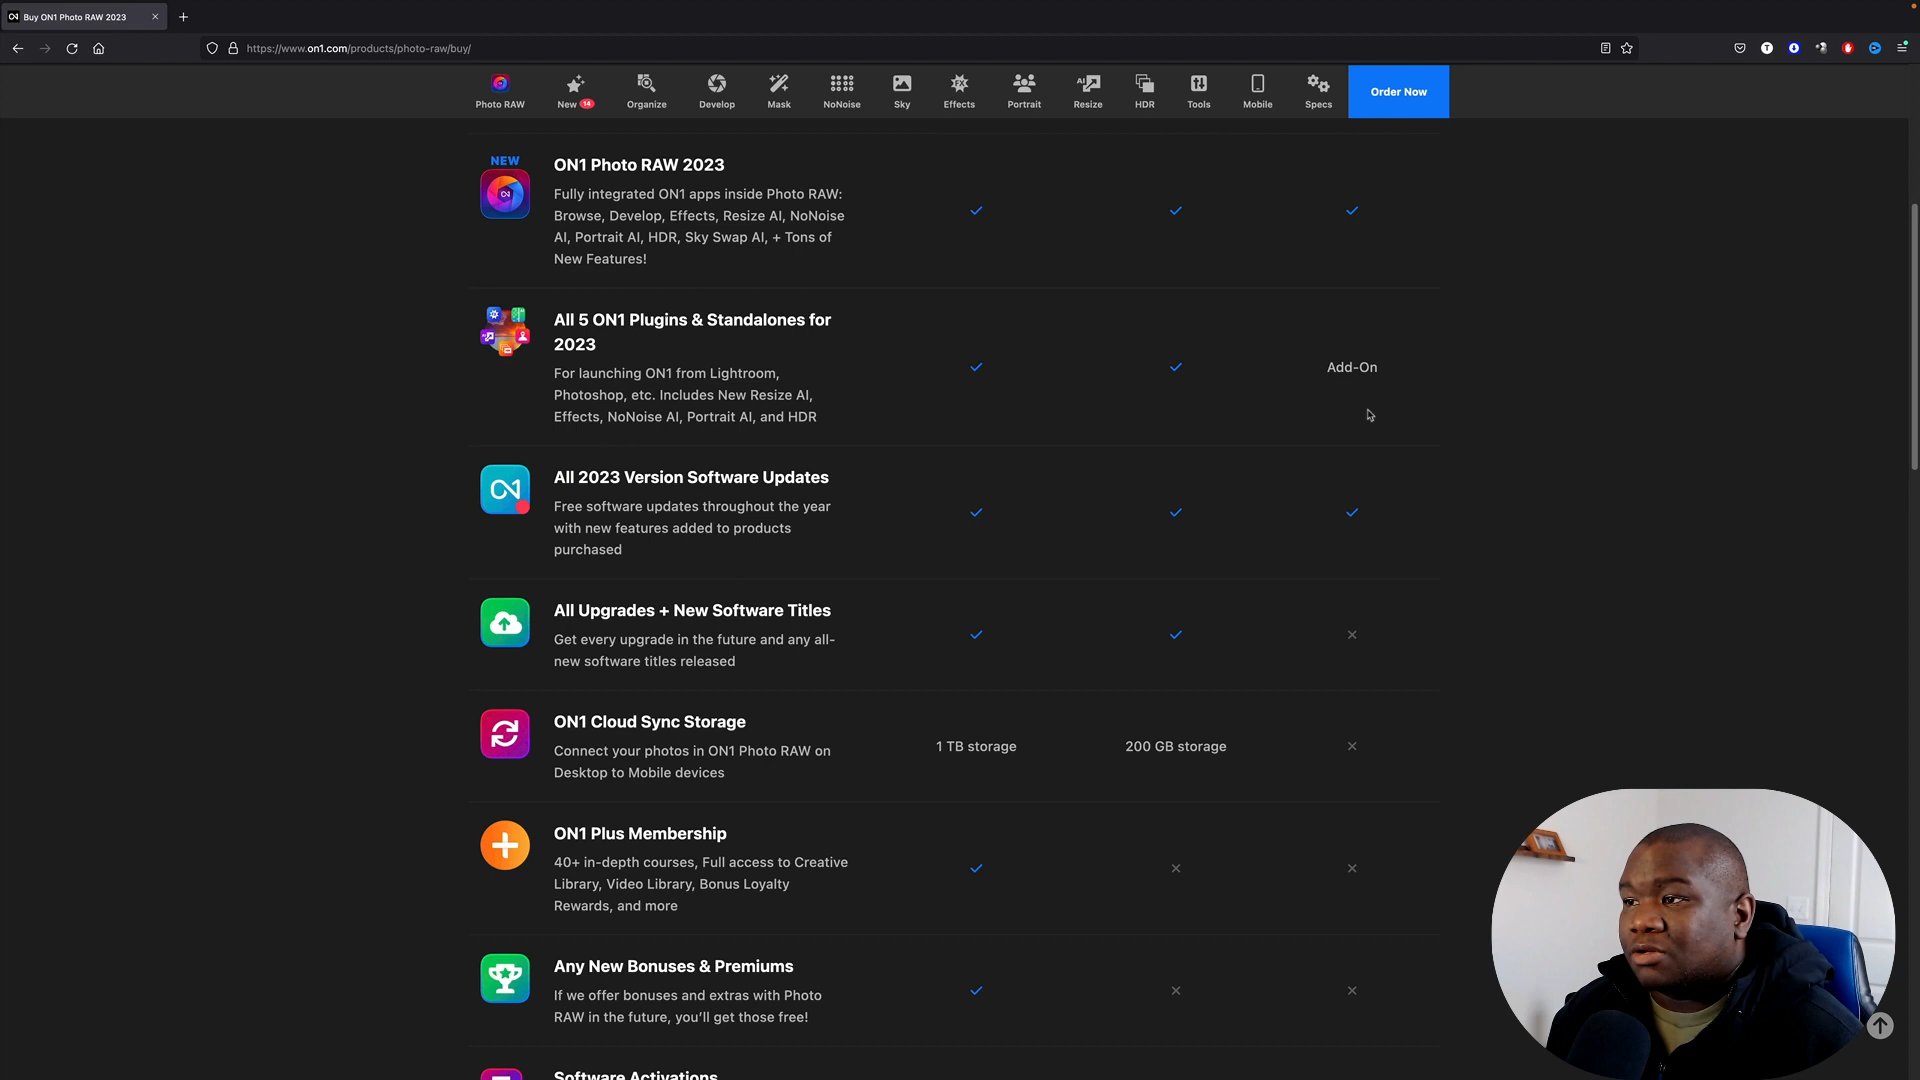 Buy ON1 Photo RAW 2023
https://www.on1.com/products/photo-raw/buy/
Photo RAW
New 14
Organize
Develop
Mask
NoNoise
Sky
Effects
Portrait
Resize
HDR
Tools
Mobile
Specs
Order Now
NEW
ON1 Photo RAW 2023
Fully integrated ON1 apps inside Photo RAW:
Browse, Develop, Effects, Resize AI, NoNoise
AI, Portrait AI, HDR, Sky Swap AI, + Tons of
New Features!
All 5 ON1 Plugins & Standalones for
2023
For launching ON1 from Lightroom,
Photoshop, etc. Includes New Resize AI,
Effects, NoNoise AI, Portrait AI, and HDR
Add-On
All 2023 Version Software Updates
Free software updates throughout the year
with new features added to products
purchased
All Upgrades + New Software Titles
Get every upgrade in the future and any all-
new software titles released
ON1 Cloud Sync Storage
Connect your photos in ON1 Photo RAW on
Desktop to Mobile devices
1 TB storage
200 GB storage
ON1 Plus Membership
40+ in-depth courses, Full access to Creative
Library, Video Library, Bonus Loyalty
Rewards, and more
Any New Bonuses & Premiums
If we offer bonuses and extras with Photo
RAW in the future, you'll get those free!
Software Activations